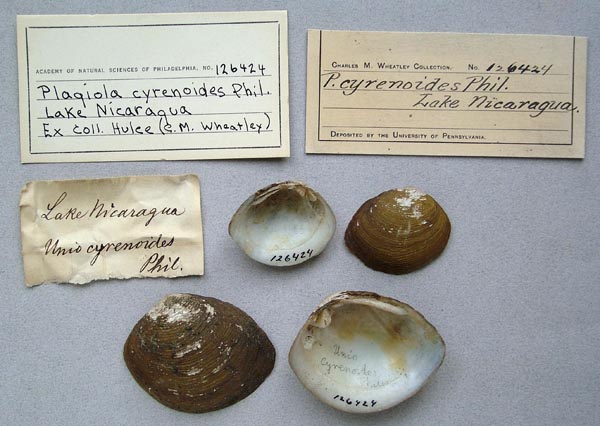 ACADEMY OF NATURAL SCIENCES OF PHILADELPHIA, NO. 126424
Plagiola cyrenoides Phil.
Lake Nicaragua
Ex Coll. Hulce (C.M. Wheatley)
CHARLES M. WHEATLEY COLLECTION. No. 126424
P. cyrenoides Phil.
Lake Nicaragua.
DEPOSITED BY THE UNIVERSITY OF PENNSYLVANIA.
Lake Nicaragua
Unio cyrenoides
Phil.
126424
Unio
Cyrenoides
126424